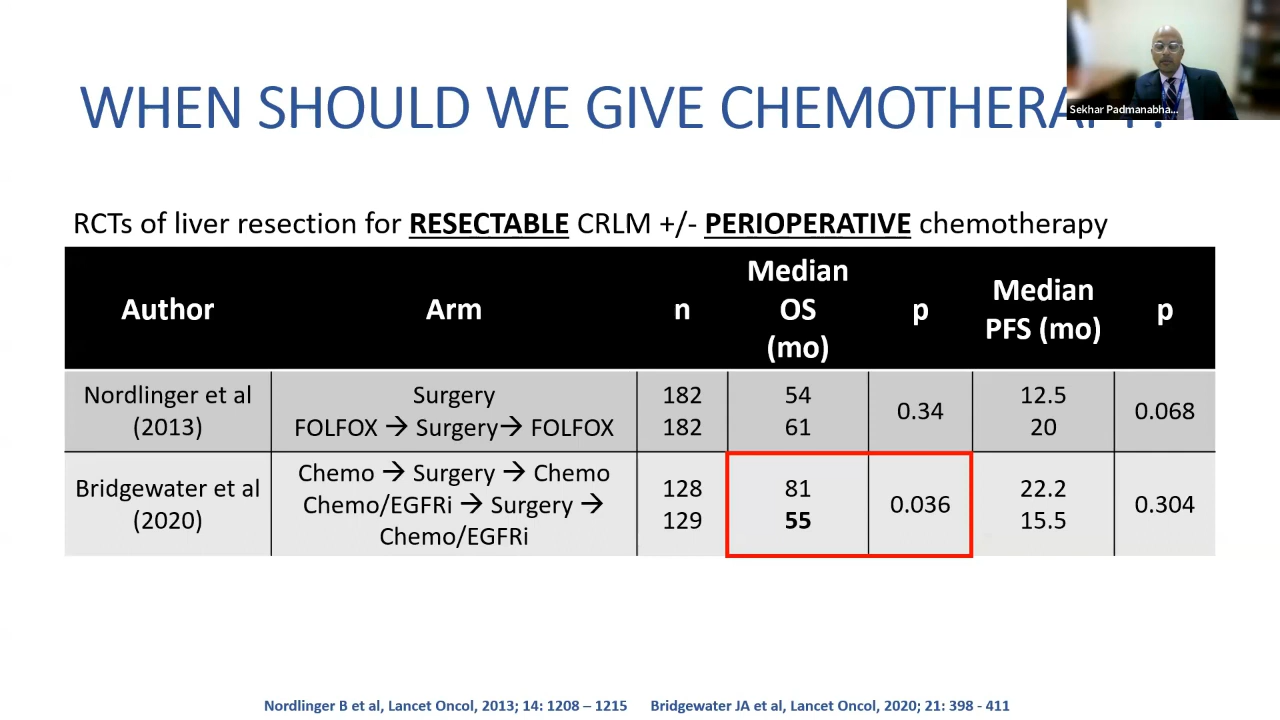 WHEN SHOULD WE GIVE CHEMOTHERAPY?
Sekhar Padmanabha...
RCTs of liver resection for RESECTABLE CRLM +/- PERIOPERATIVE chemotherapy
Author Arm n Median OS (mo) p Median PFS (mo) p
Nordlinger et al (2013)
Surgery 182 54 0.34 12.5 0.068
FOLFOX → Surgery→ FOLFOX 182 61 20
Bridgewater et al (2020)
Chemo → Surgery → Chemo 128 81 0.036 22.2 0.304
Chemo/EGFRi → Surgery → 129 55 15.5
Chemo/EGFRi
Nordlinger B et al, Lancet Oncol, 2013; 14: 1208 – 1215 Bridgewater JA et al, Lancet Oncol, 2020; 21: 398 - 411